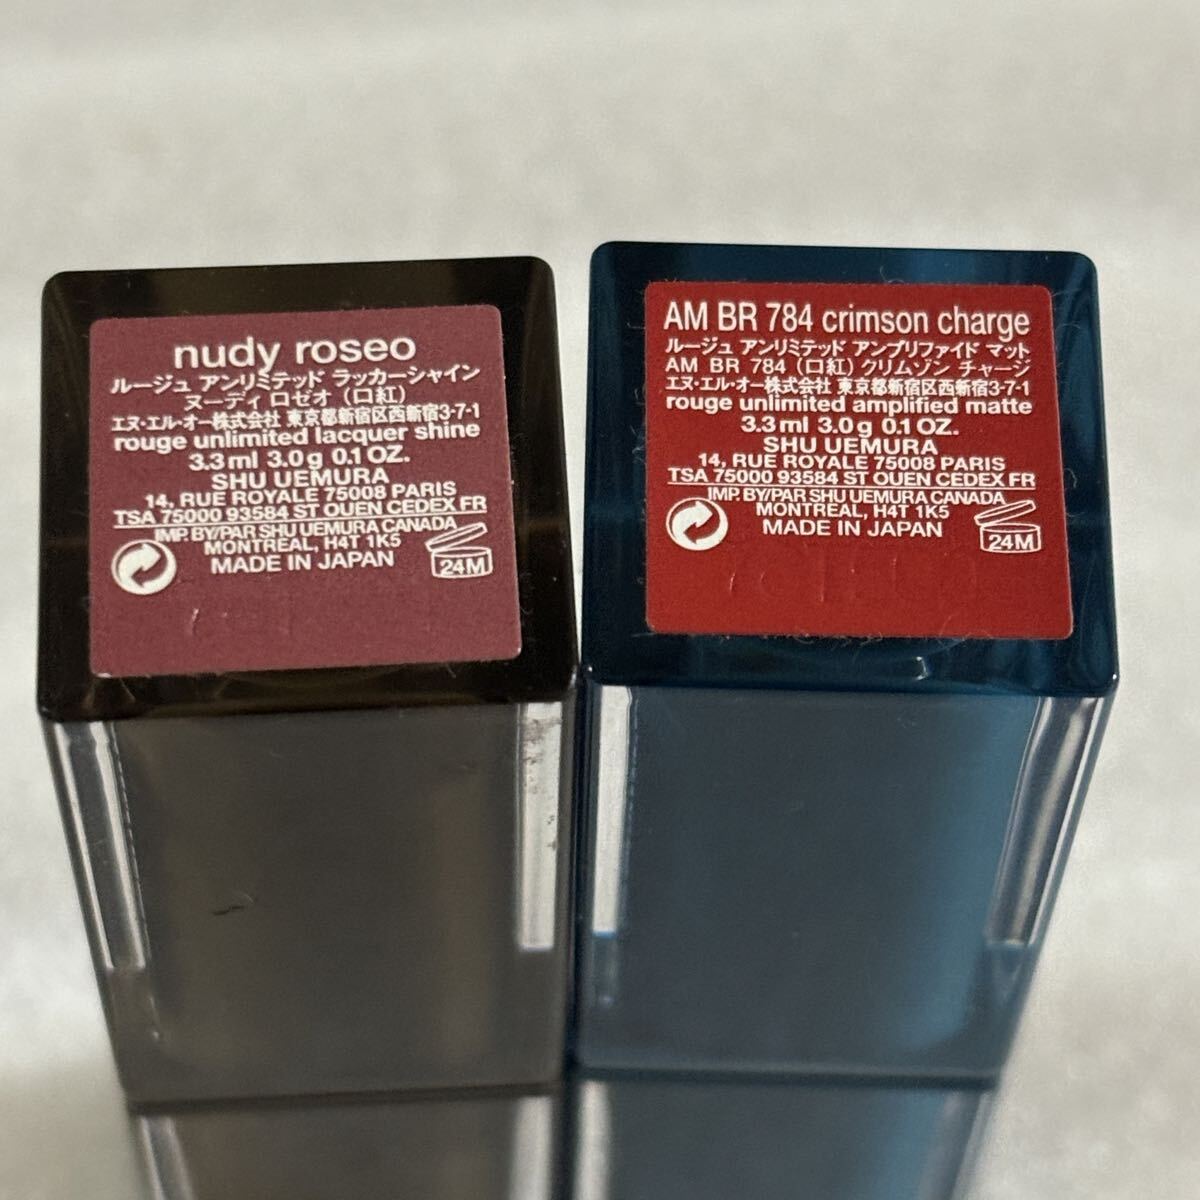 nudy roseo
ルージュ アンリミテッド ラッカーシャイン
ヌーディ ロゼオ（口紅）
エヌ・エル・オー株式会社 東京都新宿区西新宿3-7-1
rouge unlimited lacquer shine
3.3 ml 3.0 g 0.1 OZ.
SHU UEMURA
14, RUE ROYALE 75008 PARIS
TSA 75000 93584 ST OUEN CEDEX FR
IMP. BY/PAR SHU UEMURA CANADA
MONTREAL, H4T 1K5
MADE IN JAPAN
24M
AM BR 784 crimson charge
ルージュ アンリミテッド アンプリファイド マット
AM BR 784（口紅）クリムゾン チャージ
エヌ・エル・オー株式会社 東京都新宿区西新宿3-7-1
rouge unlimited amplified matte
3.3 ml 3.0 g 0.1 OZ.
SHU UEMURA
14, RUE ROYALE 75008 PARIS
TSA 75000 93584 ST OUEN CEDEX FR
IMP. BY/PAR SHU UEMURA CANADA
MONTREAL, H4T 1K5
MADE IN JAPAN
24M